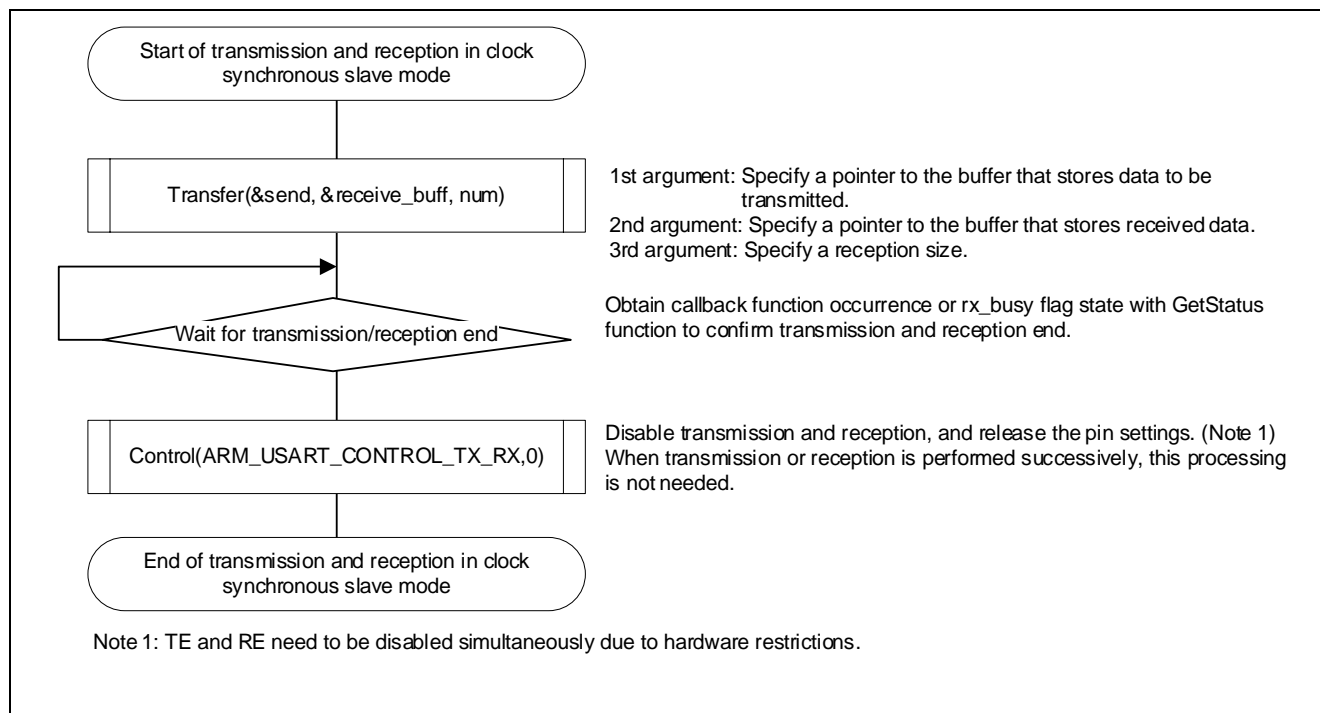 Start of transmission and reception in clock
synchronous slave mode
Transfer(&send, &receive_buff, num)
1st argument: Specify a pointer to the buffer that stores data to be
transmitted.
2nd argument: Specify a pointer to the buffer that stores received data.
3rd argument: Specify a reception size.
Wait for transmission/reception end
Obtain callback function occurrence or rx_busy flag state with GetStatus
function to confirm transmission and reception end.
Control(ARM_USART_CONTROL_TX_RX,0)
Disable transmission and reception, and release the pin settings. (Note 1)
When transmission or reception is performed successively, this processing
is not needed.
End of transmission and reception in clock
synchronous slave mode
Note 1: TE and RE need to be disabled simultaneously due to hardware restrictions.